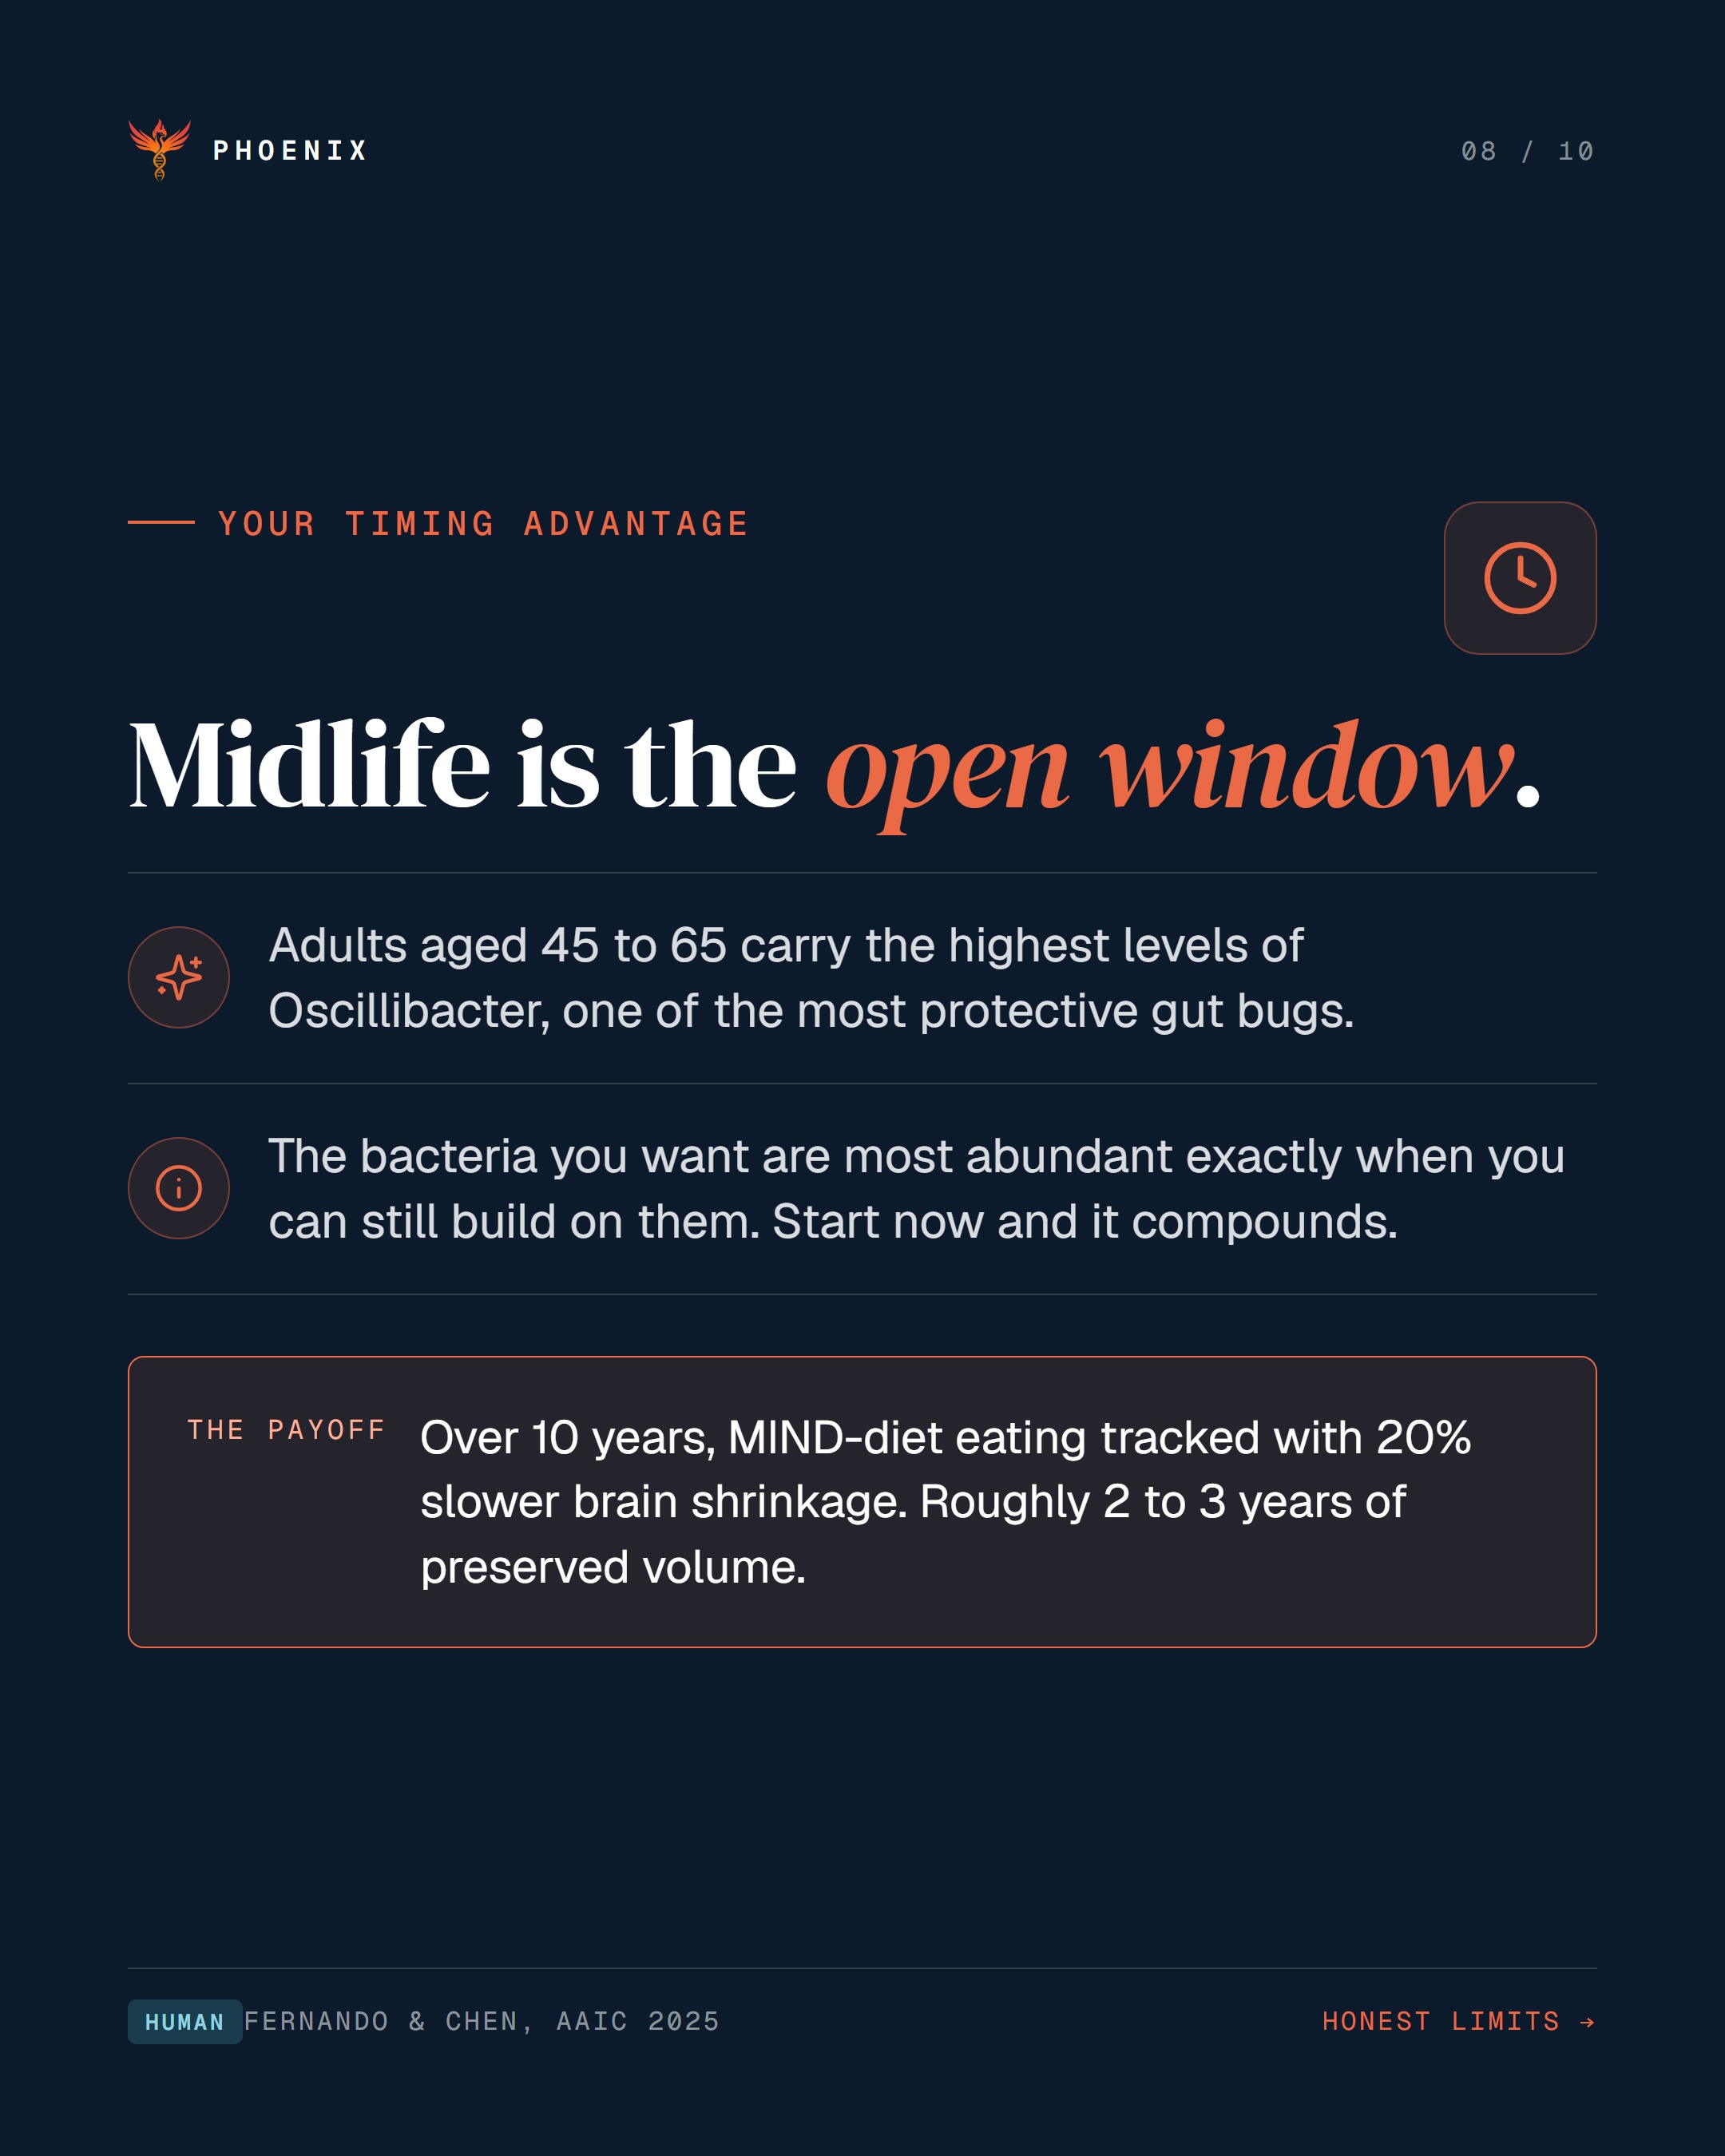 PHOENIX
08 / 10
YOUR TIMING ADVANTAGE
Midlife is the open window.
Adults aged 45 to 65 carry the highest levels of
Oscillibacter, one of the most protective gut bugs.
The bacteria you want are most abundant exactly when you
can still build on them. Start now and it compounds.
THE PAYOFF
Over 10 years, MIND-diet eating tracked with 20%
slower brain shrinkage. Roughly 2 to 3 years of
preserved volume.
HUMAN FERNANDO & CHEN, AAIC 2025
HONEST LIMITS →